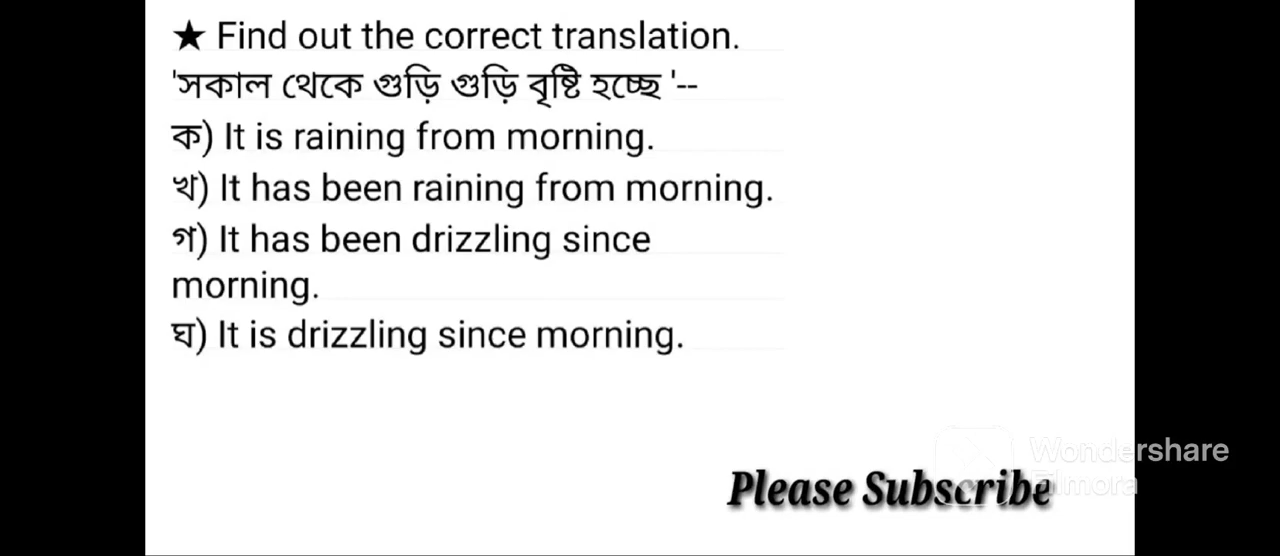 ★ Find out the correct translation.
'সকাল থেকে গুড়ি গুড়ি বৃষ্টি হচ্ছে '--
ক) It is raining from morning.
খ) It has been raining from morning.
গ) It has been drizzling since
morning.
ঘ) It is drizzling since morning.
Wondershare
Filmora
Please Subscribe